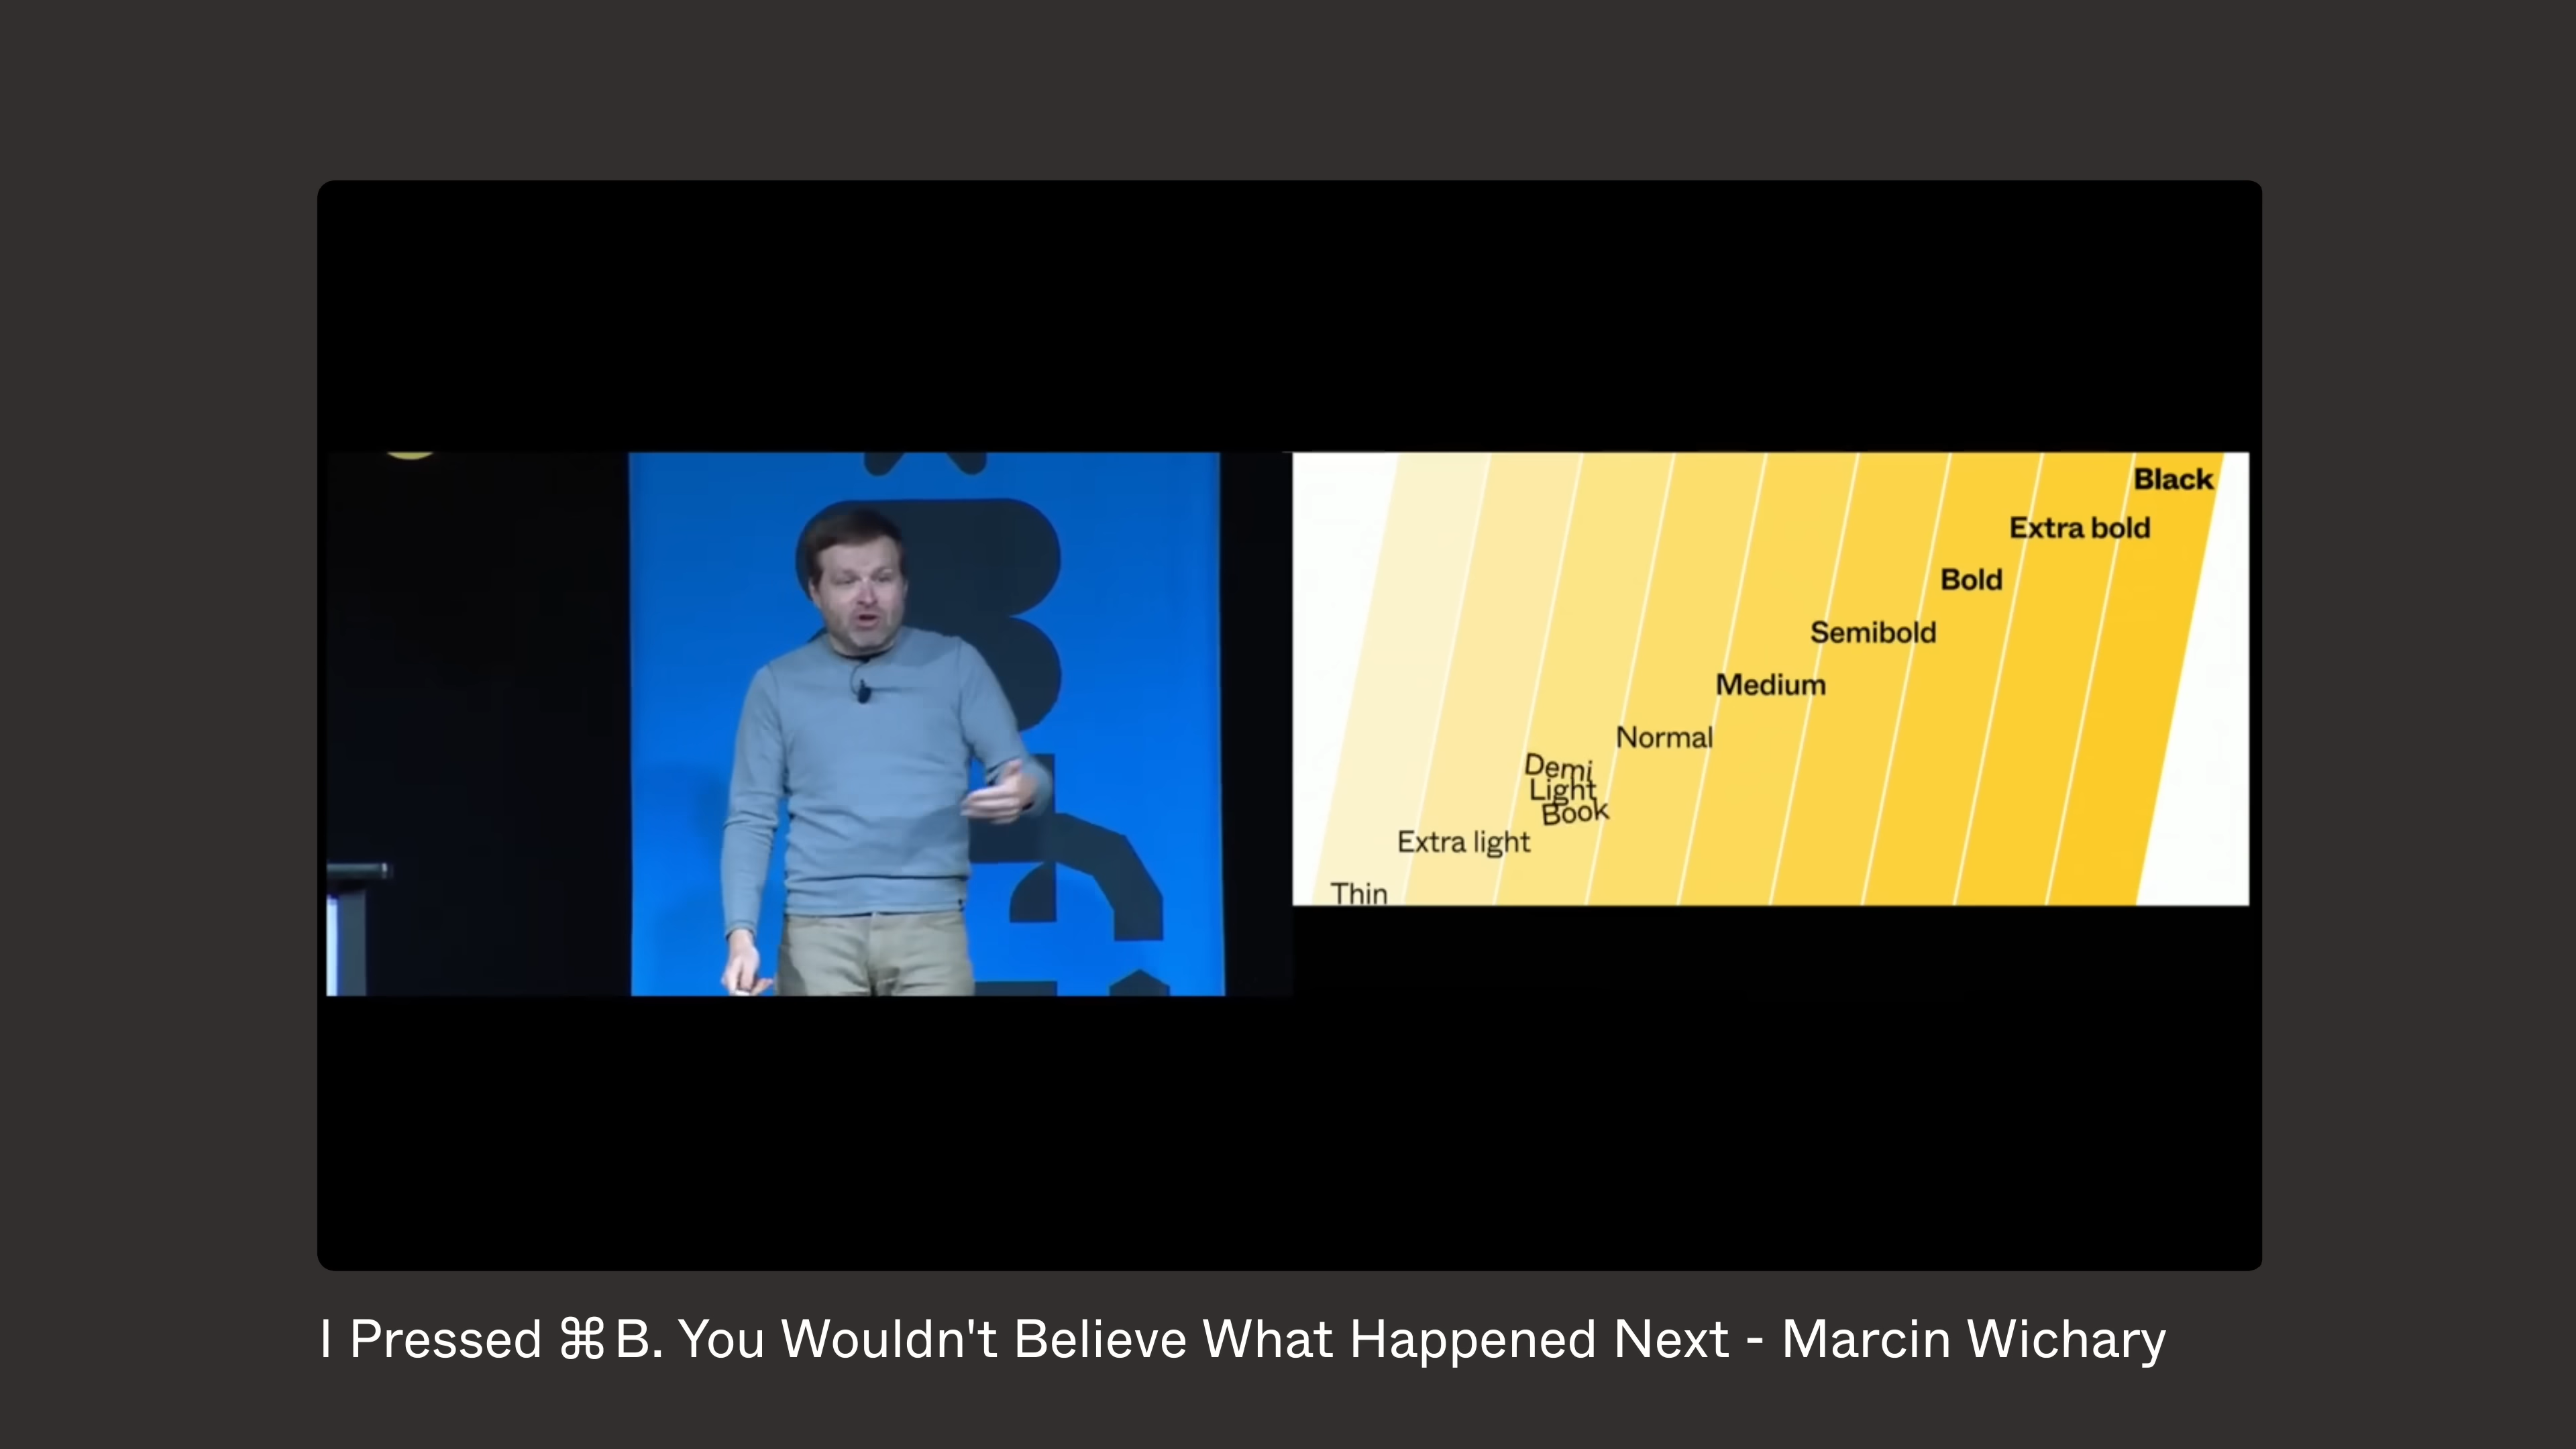 Black
Extra bold
Bold
Semibold
Medium
Normal
Demi
Light
Book
Extra light
Thin
I Pressed ⌘B. You Wouldn't Believe What Happened Next - Marcin Wichary